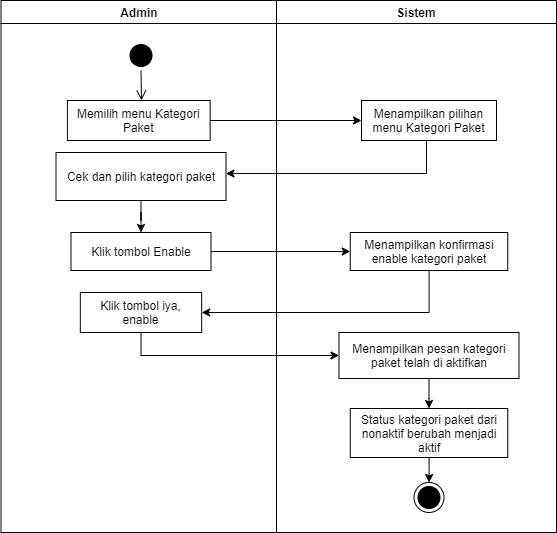 Admin
Sistem
Memilih menu Kategori
Paket
Menampilkan pilihan
menu Kategori Paket
Cek dan pilih kategori paket
Klik tombol Enable
Menampilkan konfirmasi
enable kategori paket
Klik tombol iya,
enable
Menampilkan pesan kategori
paket telah di aktifkan
Status kategori paket dari
nonaktif berubah menjadi
aktif